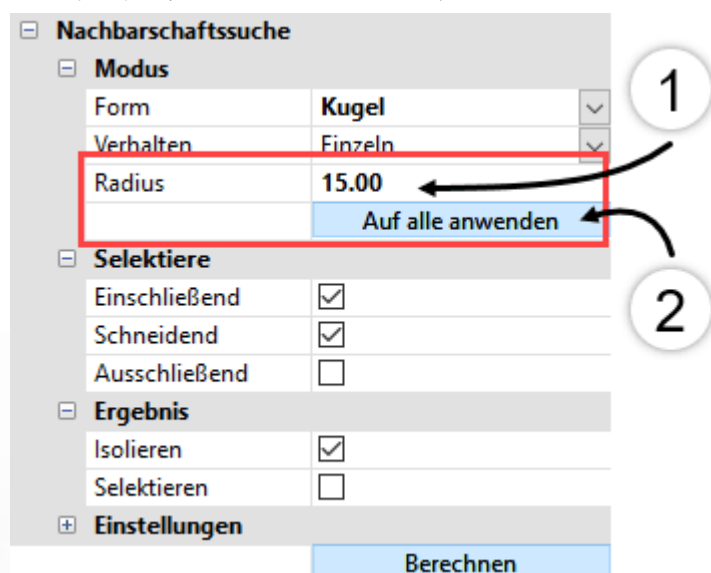 Nachbarschaftssuche
Modus
Form Kugel
1
Verhalten Einzeln
Radius 15.00
Auf alle anwenden
Selektiere
Einschließend
2
Schneidend
Ausschließend
Ergebnis
Isolieren
Selektieren
Einstellungen
Berechnen